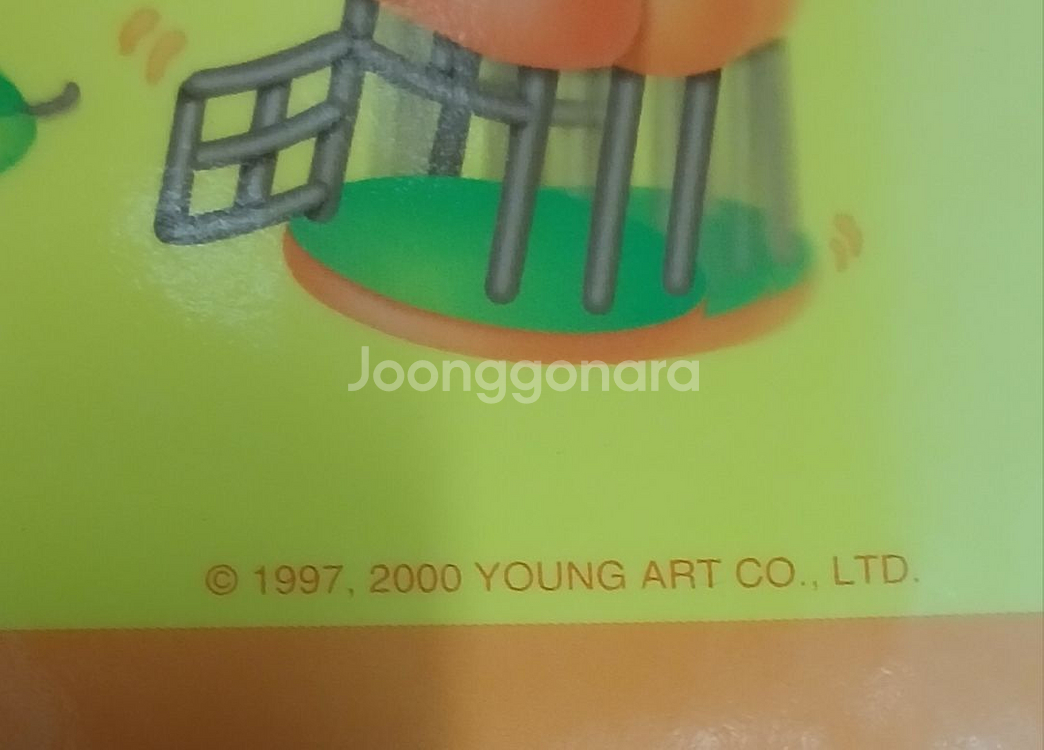 Joonggonara
© 1997, 2000 YOUNG ART CO., LTD.